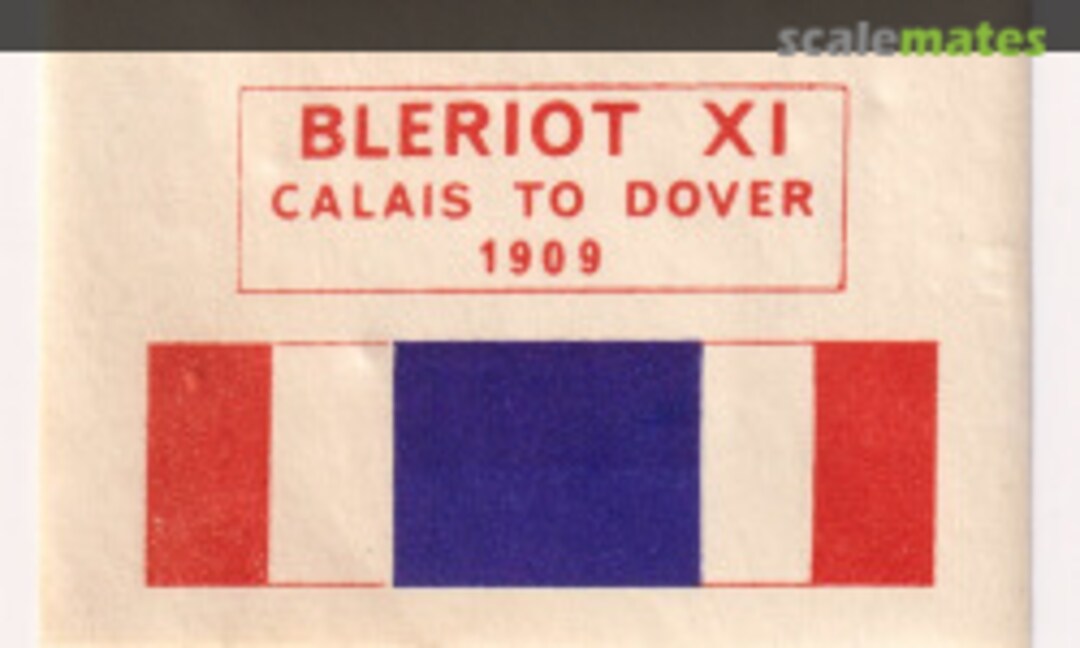 scalemates
BLERIOT XI
CALAIS TO DOVER
1909